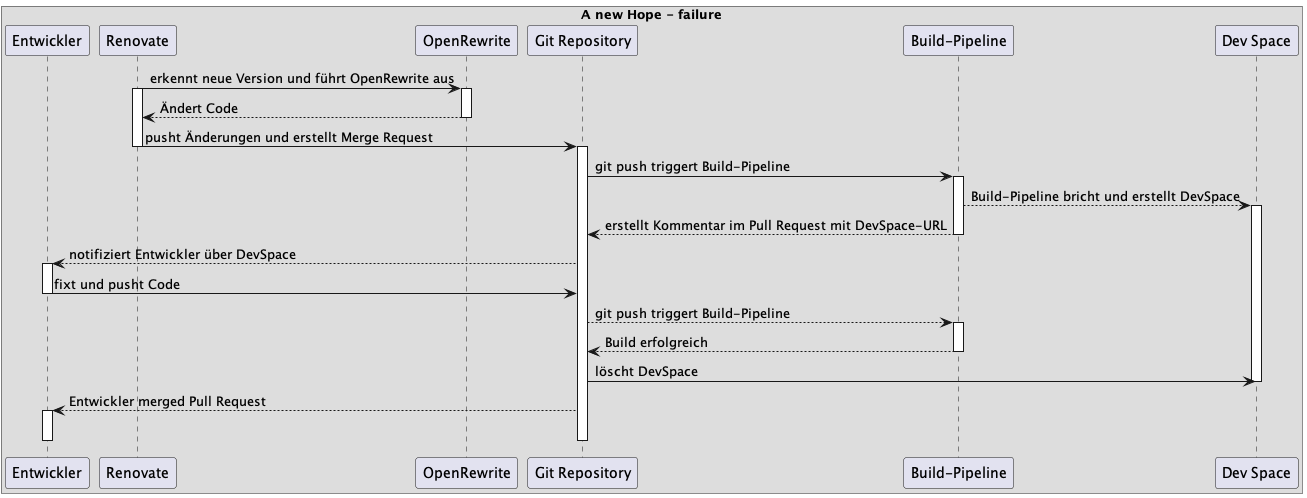 A new Hope - failure
Entwickler Renovate OpenRewrite Git Repository Build-Pipeline Dev Space
erkennt neue Version und führt OpenRewrite aus
Ändert Code
pusht Änderungen und erstellt Merge Request
git push triggert Build-Pipeline
Build-Pipeline bricht und erstellt DevSpace
erstellt Kommentar im Pull Request mit DevSpace-URL
notifiziert Entwickler über DevSpace
fixt und pusht Code
git push triggert Build-Pipeline
Build erfolgreich
löscht DevSpace
Entwickler merged Pull Request
Entwickler Renovate OpenRewrite Git Repository Build-Pipeline Dev Space